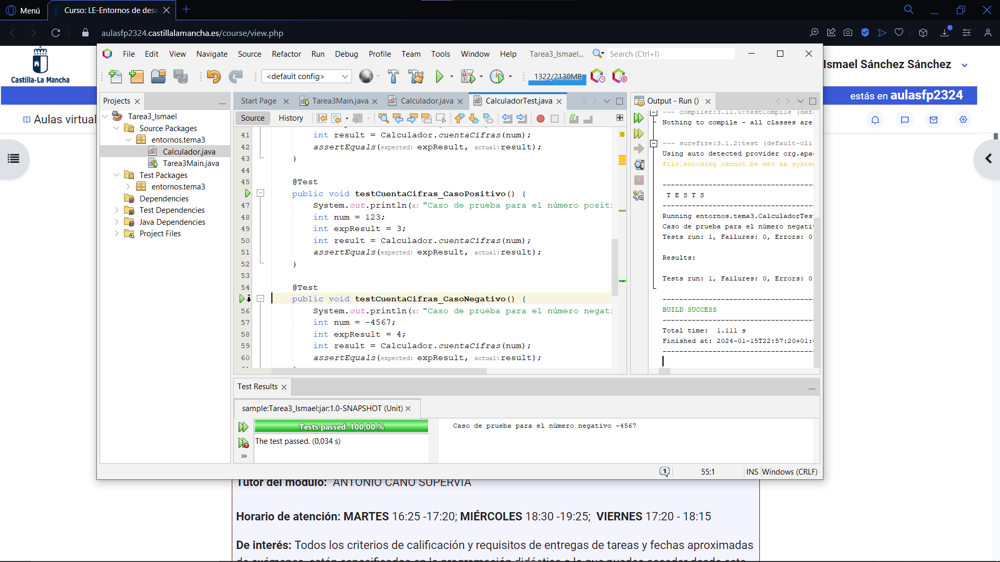 Menú
Curso: LE-Entornos de desa
aulasfp2324.castillalamancha.es/course/view.php
Castilla-La Mancha
Ismael Sánchez Sánchez
estás en aulasfp2324
Aulas virtual
File Edit View Navigate Source Refactor Run Debug Profile Team Tools Window Help Tarea3_Ismael... Search (Ctrl+I)
<default config> 1322/2130MB
Projects
Tarea3_Ismael
Source Packages
entornos.tema3
Calculador.java
Tarea3Main.java
Test Packages
entornos.tema3
Dependencies
Test Dependencies
Java Dependencies
Project Files
Start Page Tarea3Main.java Calculador.java CalculadorTest.java
Source History
41 int result = Calculador.cuentaCifras(num);
42 assertEquals(expected: expResult, actual: result);
43 }
44
45 @Test
public void testCuentaCifras_CasoPositivo() {
47 System.out.println(x: "Caso de prueba para el número positi
48 int num = 123;
49 int expResult = 3;
50 int result = Calculador.cuentaCifras(num);
51 assertEquals(expected: expResult, actual: result);
52 }
53
54 @Test
public void testCuentaCifras_CasoNegativo() {
56 System.out.println(x: "Caso de prueba para el número negati
57 int num = -4567;
58 int expResult = 4;
59 int result = Calculador.cuentaCifras(num);
60 assertEquals(expected: expResult, actual: result);
Output - Run ()
--- compiler:3.11.0:testCompile (defa
Nothing to compile - all classes are
--- surefire:3.1.2:test (default-cli
Using auto detected provider org.apac
file.encoding cannot be set as system
-------------------------------------
T E S T S
-------------------------------------
Running entornos.tema3.CalculadorTes
Caso de prueba para el número negati
Tests run: 1, Failures: 0, Errors: 0
Results:
Tests run: 1, Failures: 0, Errors: 0
-------------------------------------
BUILD SUCCESS
-------------------------------------
Total time: 1.111 s
Finished at: 2024-01-15T22:57:20+01:
-------------------------------------
Test Results
sample:Tarea3_Ismael:jar:1.0-SNAPSHOT (Unit)
Tests passed: 100,00 %
The test passed. (0,034 s)
Caso de prueba para el número negativo -4567
1 55:1 INS Windows (CRLF)
Tutor del módulo: ANTONIO CANO SUPERVÍA
Horario de atención: MARTES 16:25 -17:20; MIÉRCOLES 18:30 -19:25; VIERNES 17:20 - 18:15
De interés: Todos los criterios de calificación y requisitos de entregas de tareas y fechas aproximadas